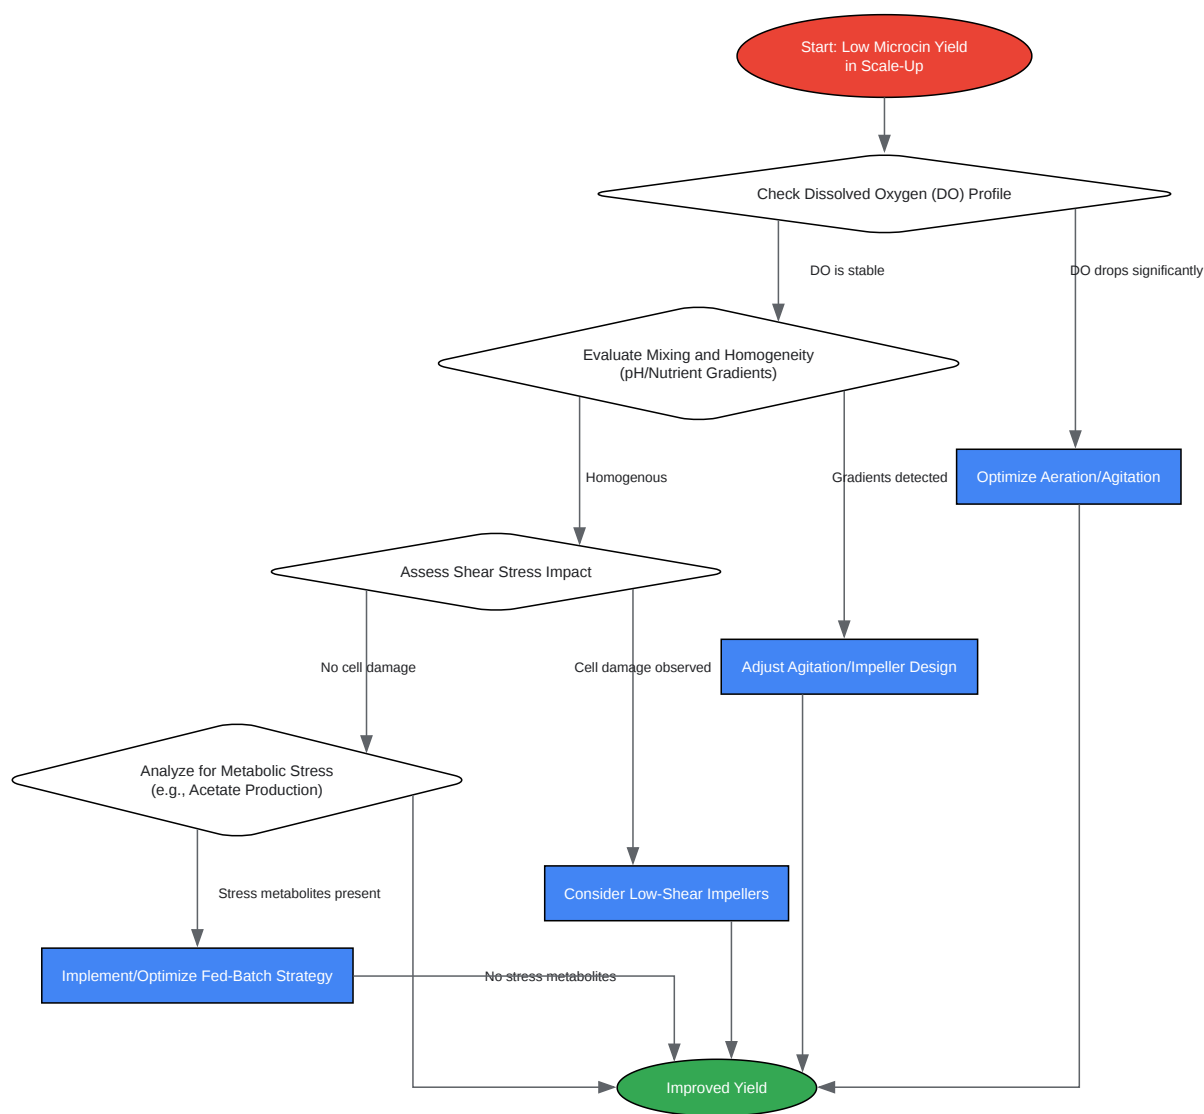 Start: Low Microcin Yield
in Scale-Up
Check Dissolved Oxygen (DO) Profile
DO is stable
DO drops significantly
Evaluate Mixing and Homogeneity
(pH/Nutrient Gradients)
Homogenous
Gradients detected
Optimize Aeration/Agitation
Assess Shear Stress Impact
No cell damage
Cell damage observed
Adjust Agitation/Impeller Design
Analyze for Metabolic Stress
(e.g., Acetate Production)
Stress metabolites present
Consider Low-Shear Impellers
Implement/Optimize Fed-Batch Strategy
No stress metabolites
Improved Yield